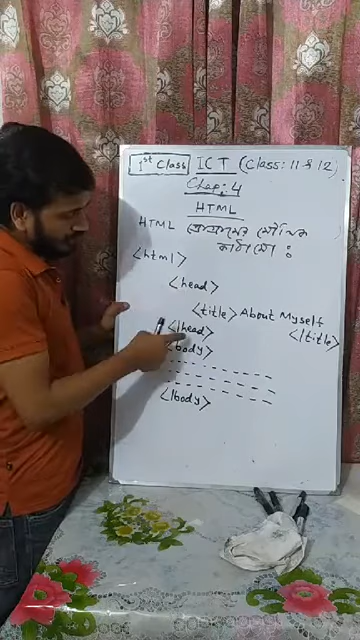 1st Class ICT (Class: 11 & 12)
Chap: 4
HTML
HTML প্রোগ্রামের মৌলিক
কাঠামো :
<html>
<head>
<title> About Myself
</title>
</head>
<body>
</body>